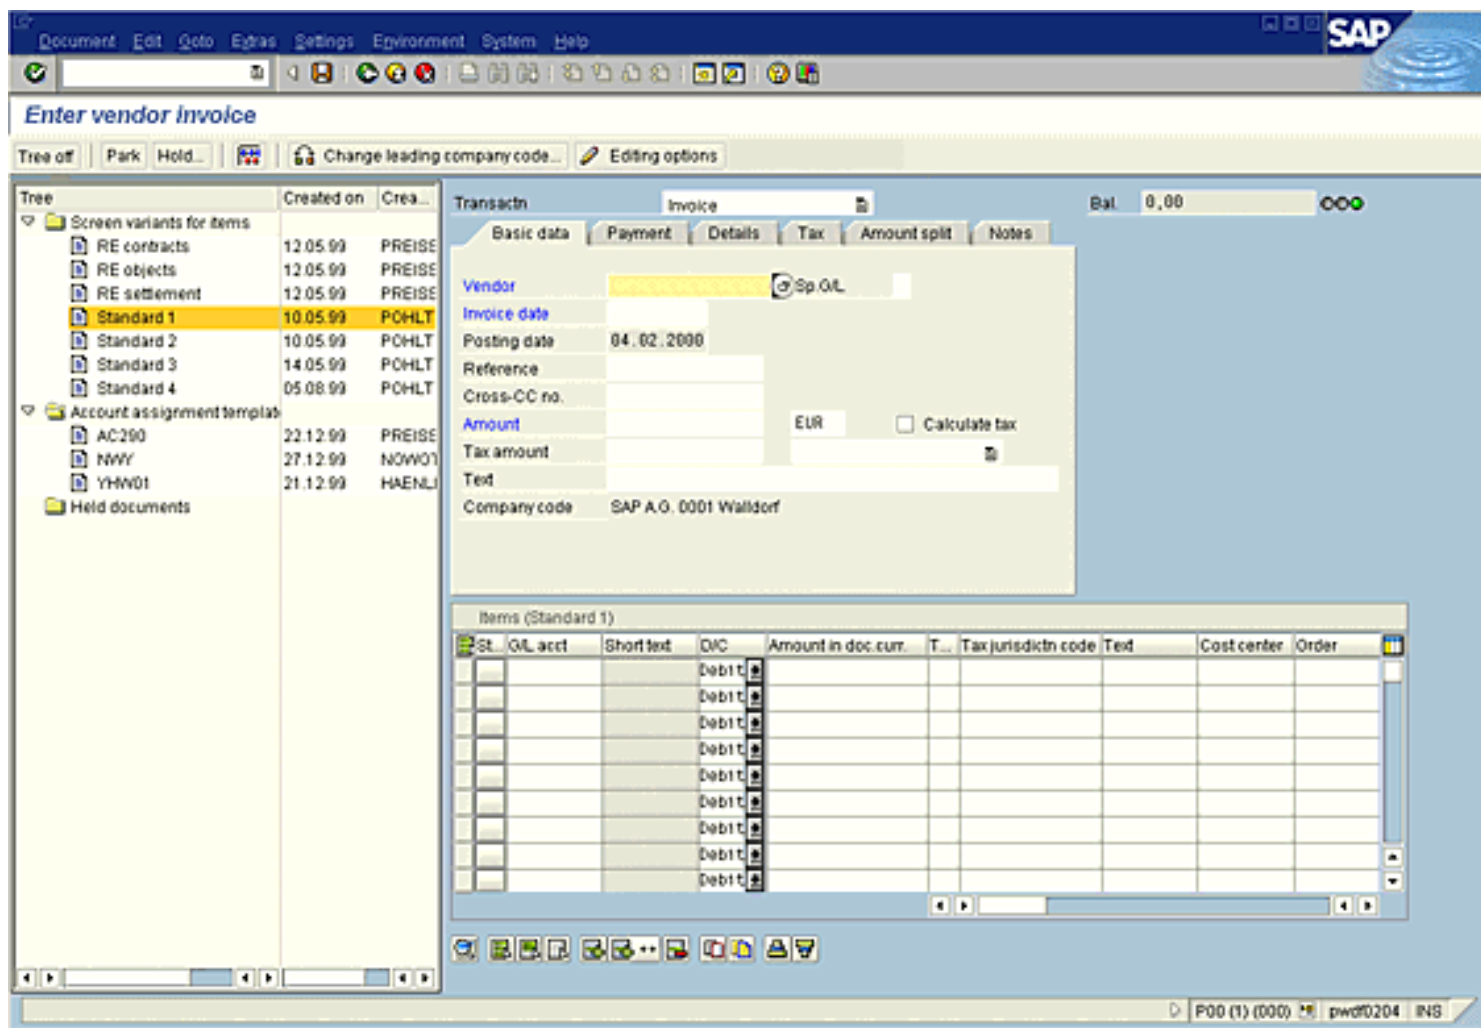 Document Edit Goto Extras Settings Environment System Help
SAP
Enter vendor invoice
Tree off Park Hold... Change leading company code... Editing options
Tree Created on Crea...
Screen variants for items
RE contracts 12.05.99 PREISE
RE objects 12.05.99 PREISE
RE settlement 12.05.99 PREISE
Standard 1 10.05.99 POHLT
Standard 2 10.05.99 POHLT
Standard 3 14.05.99 POHLT
Standard 4 05.08.99 POHLT
Account assignment templat
AC290 22.12.99 PREISE
NWY 27.12.99 NOWOT
YHW01 21.12.99 HAENLI
Held documents
Transactn Invoice Bal. 0,00
Basic data Payment Details Tax Amount split Notes
Vendor Sp.G/L
Invoice date
Posting date 04.02.2000
Reference
Cross-CC no.
Amount EUR Calculate tax
Tax amount
Text
Company code SAP A.G. 0001 Walldorf
Items (Standard 1)
St... G/L acct Short text D/C Amount in doc.curr. T... Tax jurisdictn code Text Cost center Order
Debit
Debit
Debit
Debit
Debit
Debit
Debit
Debit
Debit
P00 (1) (000) pwdf0204 INS